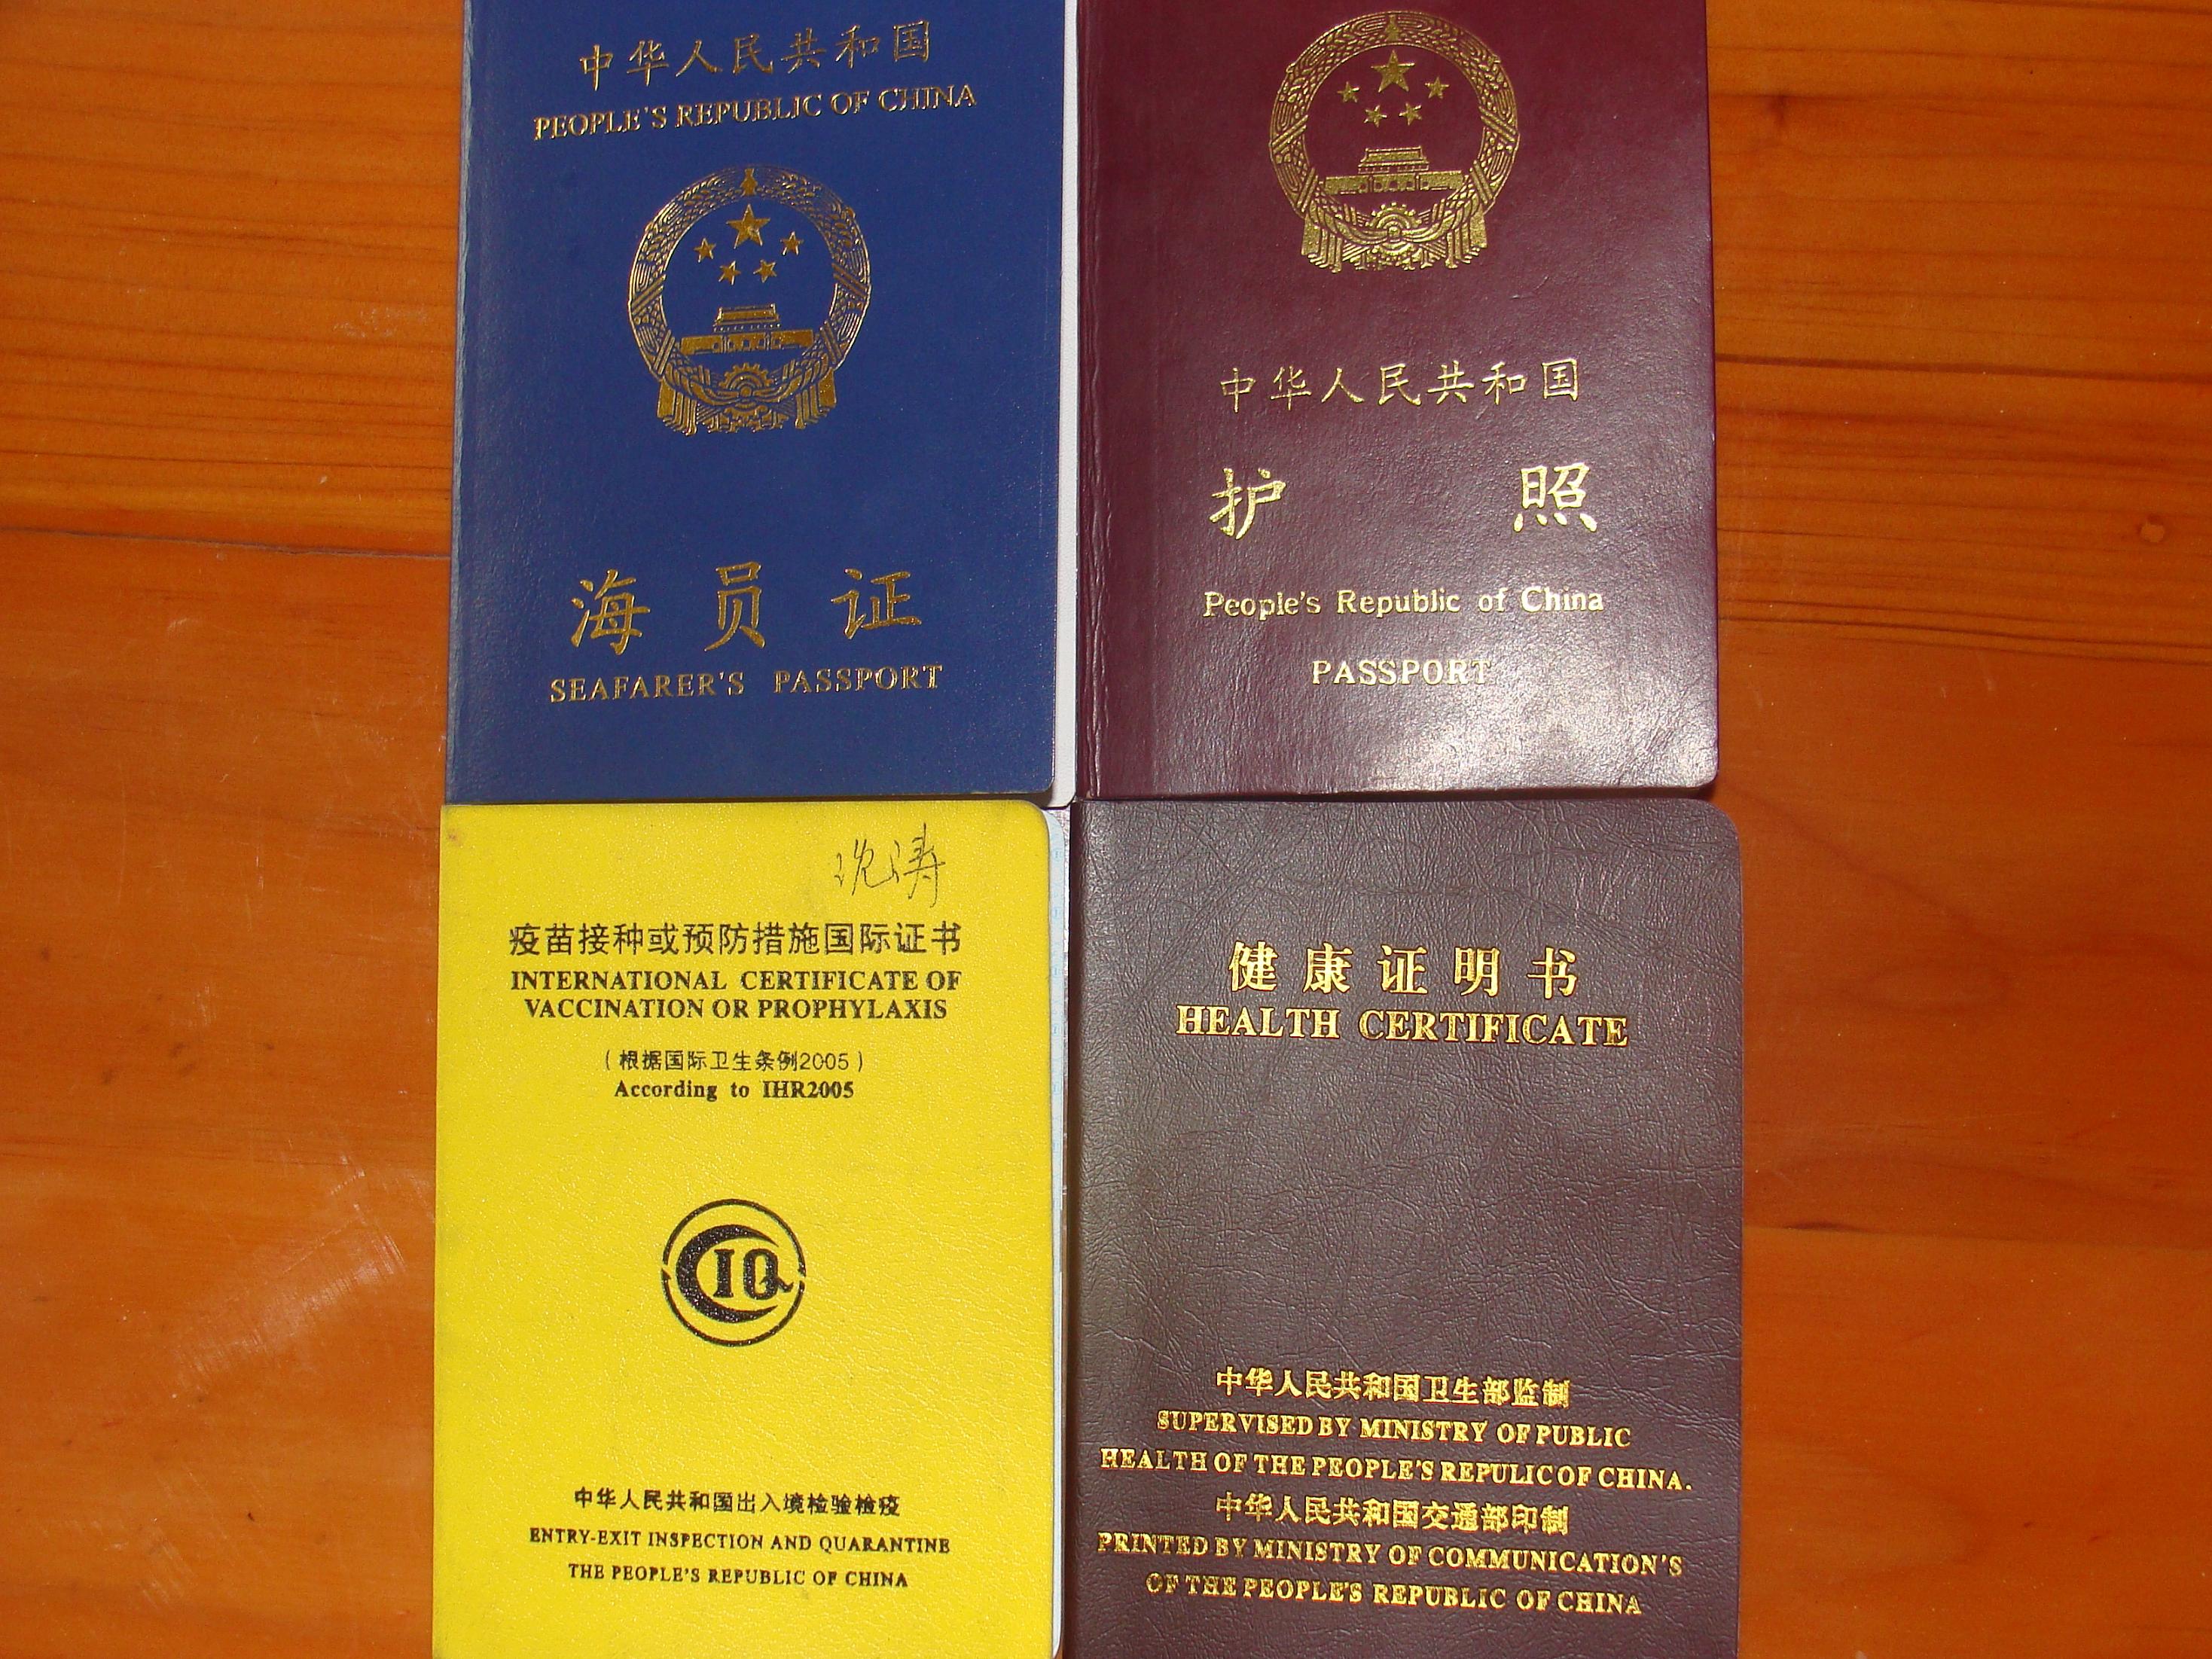 中华人民共和国
PEOPLE'S REPUBLIC OF CHINA
海员证
SEAFARER'S PASSPORT
中华人民共和国
护照
People's Republic of China
PASSPORT
沈涛
疫苗接种或预防措施国际证书
INTERNATIONAL CERTIFICATE OF
VACCINATION OR PROPHYLAXIS
(根据国际卫生条例2005)
According to IHR2005
CIQ
中华人民共和国出入境检验检疫
ENTRY-EXIT INSPECTION AND QUARANTINE
THE PEOPLE'S REPUBLIC OF CHINA
健康证明书
HEALTH CERTIFICATE
中华人民共和国卫生部监制
SUPERVISED BY MINISTRY OF PUBLIC
HEALTH OF THE PEOPLE'S REPULIC OF CHINA.
中华人民共和国交通部印制
PRINTED BY MINISTRY OF COMMUNICATION'S
OF THE PEOPLE'S REPUBLIC OF CHINA